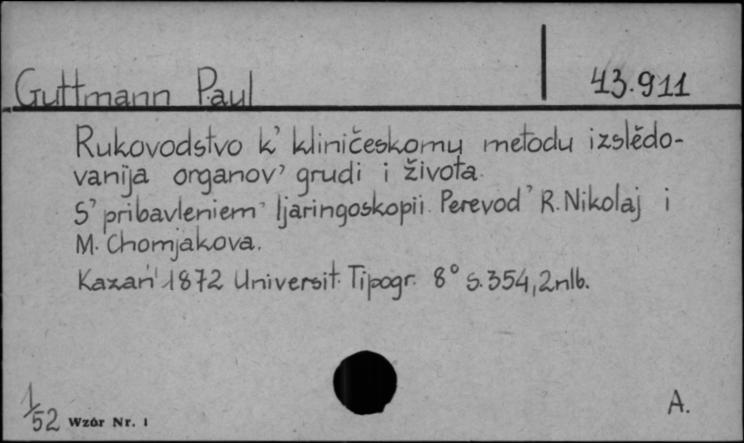 Guttmann Paul
43.911
Rukovodstvo k' kliničeskomu metodu izslědo-
vanija organov' grudi i života.
S' pribavleniem' ljaringoskopii. Perevod' R. Nikolaj i
M. Chomjakova.
Kazań 1872 Universit. Tipogr. 8° s. 354, 2nlb.
1/52 Wzór Nr. 1
A.